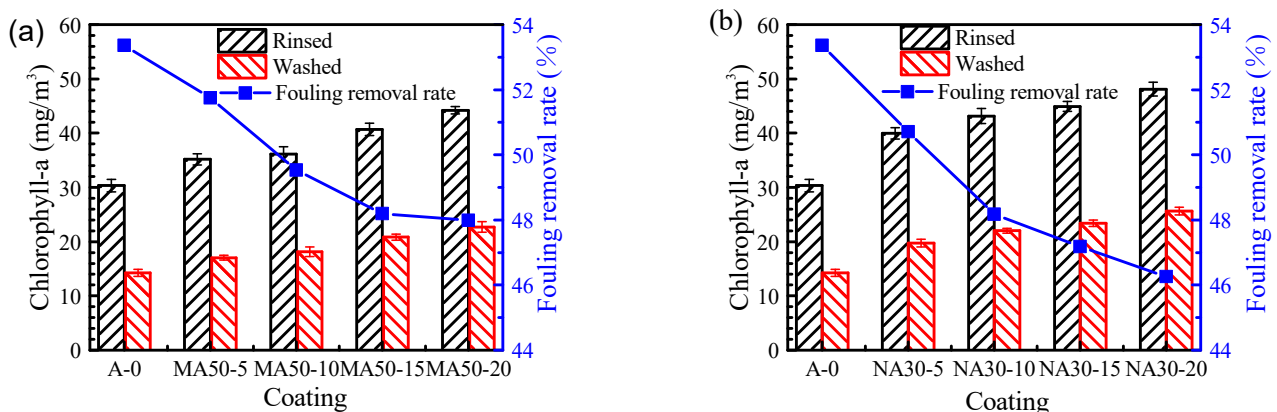 (a)
60
50
40
30
20
10
0
Chlorophyll-a (mg/m³)
Rinsed
Washed
Fouling removal rate
54
52
50
48
46
44
Fouling removal rate (%)
A-0 MA50-5 MA50-10 MA50-15 MA50-20
Coating
(b)
60
50
40
30
20
10
0
Chlorophyll-a (mg/m³)
Rinsed
Washed
Fouling removal rate
54
52
50
48
46
44
Fouling removal rate (%)
A-0 NA30-5 NA30-10 NA30-15 NA30-20
Coating